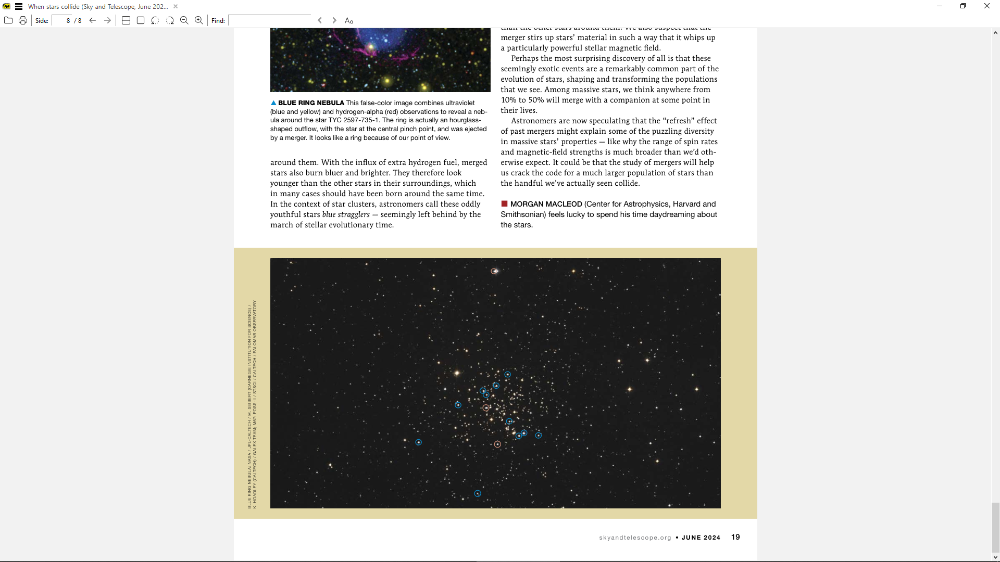 When stars collide (Sky and Telescope, June 202...
Side:
8
/ 8
Find:
Aa
▲ BLUE RING NEBULA This false-color image combines ultraviolet
(blue and yellow) and hydrogen-alpha (red) observations to reveal a neb-
ula around the star TYC 2597-735-1. The ring is actually an hourglass-
shaped outflow, with the star at the central pinch point, and was ejected
by a merger. It looks like a ring because of our point of view.
around them. With the influx of extra hydrogen fuel, merged
stars also burn bluer and brighter. They therefore look
younger than the other stars in their surroundings, which
in many cases should have been born around the same time.
In the context of star clusters, astronomers call these oddly
youthful stars blue stragglers — seemingly left behind by the
march of stellar evolutionary time.
than the other stars around them. We also suspect that the
merger stirs up stars’ material in such a way that it whips up
a particularly powerful stellar magnetic field.
Perhaps the most surprising discovery of all is that these
seemingly exotic events are a remarkably common part of the
evolution of stars, shaping and transforming the populations
that we see. Among massive stars, we think anywhere from
10% to 50% will merge with a companion at some point in
their lives.
Astronomers are now speculating that the “refresh” effect
of past mergers might explain some of the puzzling diversity
in massive stars’ properties — like why the range of spin rates
and magnetic-field strengths is much broader than we’d oth-
erwise expect. It could be that the study of mergers will help
us crack the code for a much larger population of stars than
the handful we’ve actually seen collide.
■ MORGAN MACLEOD (Center for Astrophysics, Harvard and
Smithsonian) feels lucky to spend his time daydreaming about
the stars.
BLUE RING NEBULA: NASA / JPL-CALTECH / M. SEIBERT (CARNEGIE INSTITUTION FOR SCIENCE) /
K. HOADLEY (CALTECH) / GALEX TEAM; M67: POSS-II / STSCI / CALTECH / PALOMAR OBSERVATORY
skyandtelescope.org • JUNE 2024 19